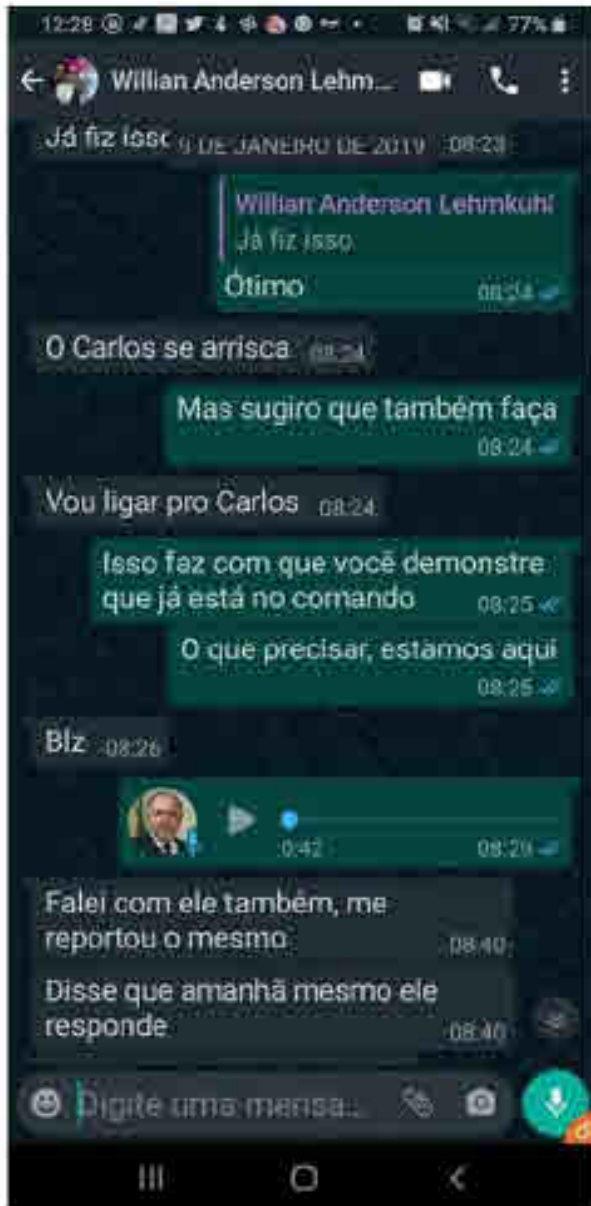 12:28 77%
Willian Anderson Lehm...
Já fiz isso 08:23
9 DE JANEIRO DE 2019
Willian Anderson Lehmkuhl
Já fiz isso
Ótimo 08:24
O Carlos se arrisca 08:24
Mas sugiro que também faça
08:24
Vou ligar pro Carlos 08:24
Isso faz com que você demonstre
que já está no comando 08:25
O que precisar, estamos aqui
08:25
Blz 08:26
0:42 08:29
Falei com ele também, me
reportou o mesmo 08:40
Disse que amanhã mesmo ele
responde 08:40
Digite uma mensa...